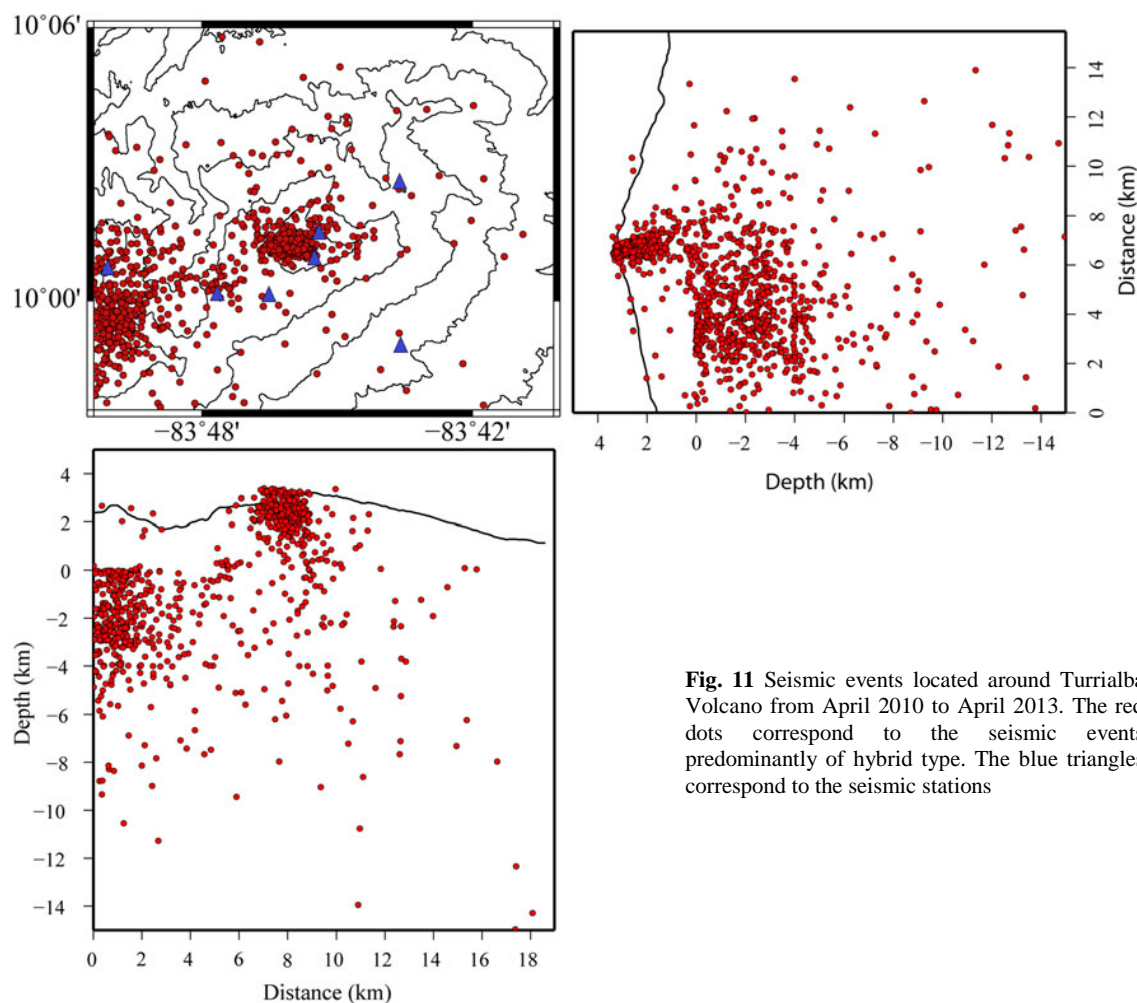 10°06'
10°00'
−83°48'
−83°42'
14
12
10
8
6
4
2
0
Distance (km)
4 2 0 −2 −4 −6 −8 −10 −12 −14
Depth (km)
4
2
0
−2
−4
−6
−8
−10
−12
−14
Depth (km)
0 2 4 6 8 10 12 14 16 18
Distance (km)
Fig. 11 Seismic events located around Turrialba
Volcano from April 2010 to April 2013. The red
dots correspond to the seismic events
predominantly of hybrid type. The blue triangles
correspond to the seismic stations